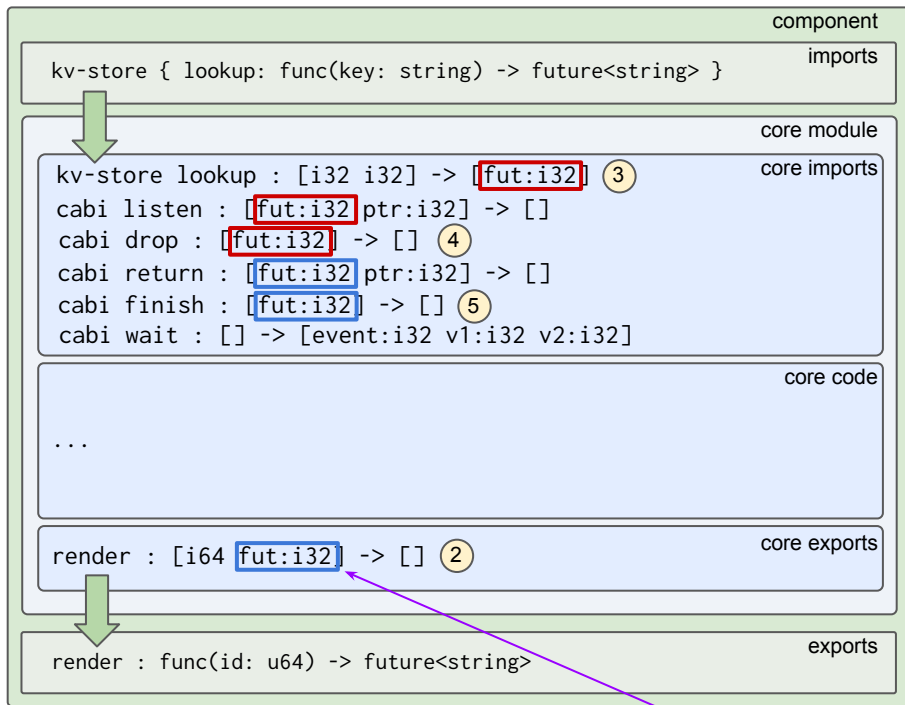 component
imports
kv-store { lookup: func(key: string) -> future<string> }
core module
core imports
kv-store lookup : [i32 i32] -> [fut:i32] 3
cabi listen : [fut:i32 ptr:i32] -> []
cabi drop : [fut:i32] -> [] 4
cabi return : [fut:i32 ptr:i32] -> []
cabi finish : [fut:i32] -> [] 5
cabi wait : [] -> [event:i32 v1:i32 v2:i32]
core code
...
core exports
render : [i64 fut:i32] -> [] 2
exports
render : func(id: u64) -> future<string>